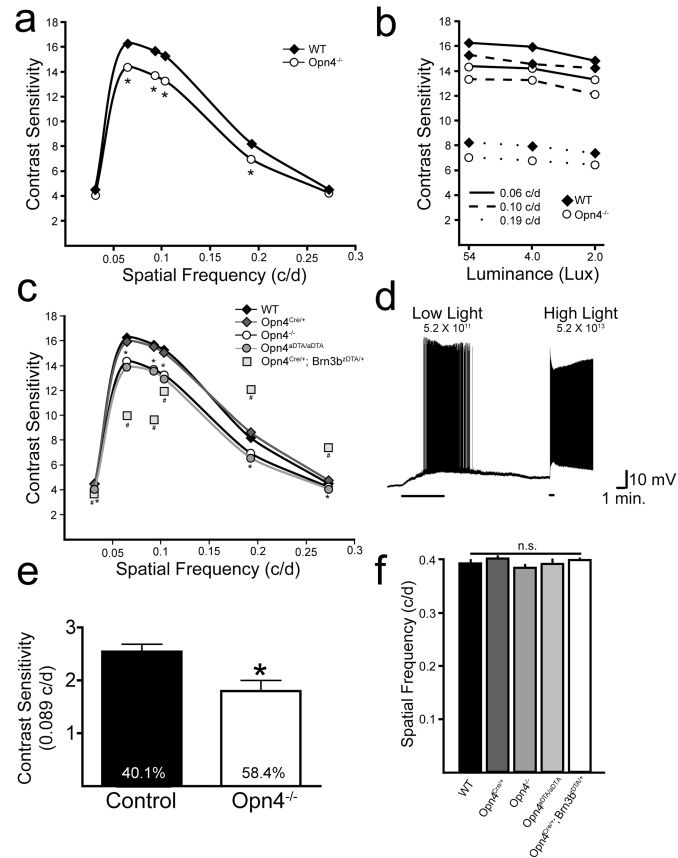 a
18
16
14
12
10
8
6
4
2
Contrast Sensitivity
0.05
0.1
0.15
0.2
0.25
0.3
Spatial Frequency (c/d)
WT
Opn4-/-
*
*
*
*
b
18
16
14
12
10
8
6
4
2
Contrast Sensitivity
0.06 c/d
0.10 c/d
0.19 c/d
WT
Opn4-/-
54
4.0
2.0
Luminance (Lux)
c
18
16
14
12
10
8
6
4
2
Contrast Sensitivity
0.05
0.1
0.15
0.2
0.25
0.3
Spatial Frequency (c/d)
WT
Opn4Cre/+
Opn4-/-
Opn4aDTA/aDTA
Opn4Cre/+; Brn3bzDTA/+
# *
*
#
*
#
*
#
#
*
#
*
d
Low Light
5.2 X 10¹¹
High Light
5.2 X 10¹³
10 mV
1 min.
e
3
2
1
Contrast Sensitivity
(0.089 c/d)
*
40.1%
58.4%
Control
Opn4-/-
f
n.s.
0.4
0.3
0.4
0.1
Spatial Frequency (c/d)
WT
Opn4Cre/+
Opn4-/-
Opn4aDTA/aDTA
Opn4Cre/+; Brn3bzDTA/+